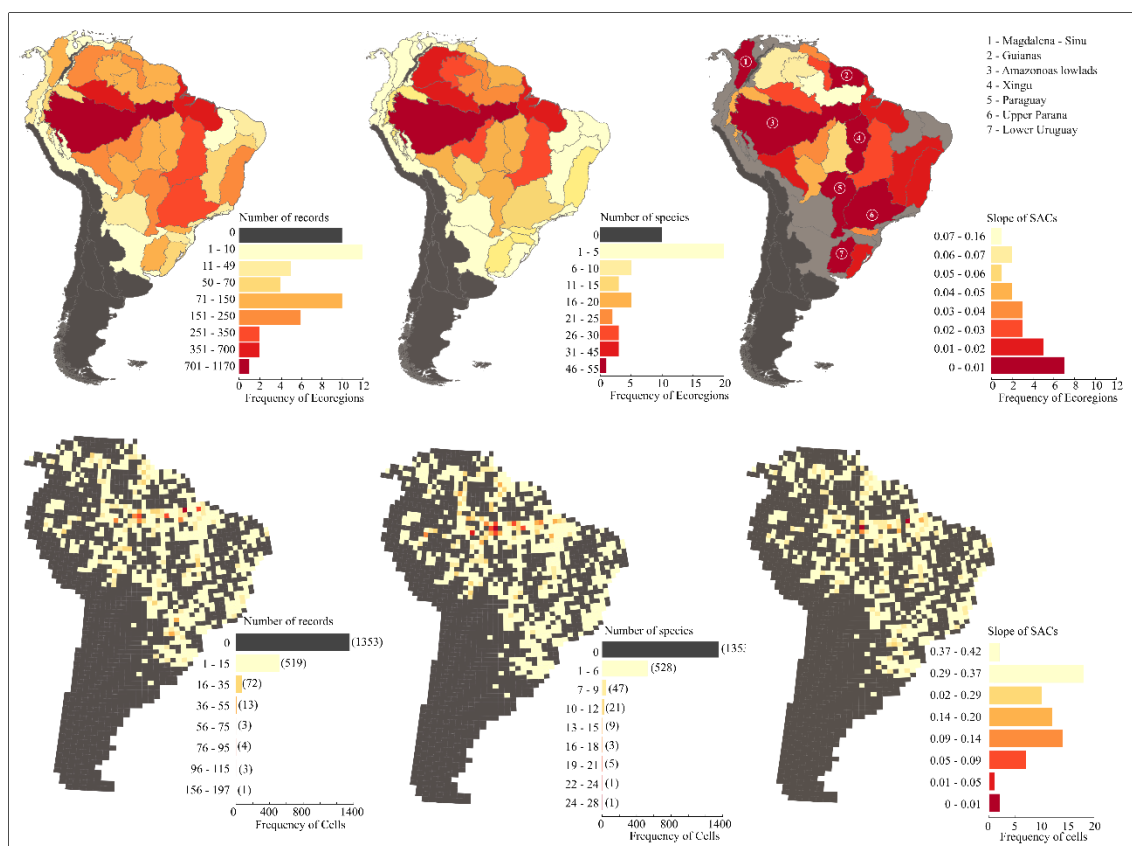 1 - Magdalena - Sinu
2 - Guianas
3 - Amazonoas lowlads
4 - Xingu
5 - Paraguay
6 - Upper Parana
7 - Lower Uruguay
1
2
3
4
5
6
7
Number of records
0
1 - 10
11 - 49
50 - 70
71 - 150
151 - 250
251 - 350
351 - 700
701 - 1170
0 2 4 6 8 10 12
Frequency of Ecoregions
Number of species
0
1 - 5
6 - 10
11 - 15
16 - 20
21 - 25
26 - 30
31 - 45
46 - 55
0 5 10 15 20
Frequency of Ecoregions
Slope of SACs
0.07 - 0.16
0.06 - 0.07
0.05 - 0.06
0.04 - 0.05
0.03 - 0.04
0.02 - 0.03
0.01 - 0.02
0 - 0.01
0 2 4 6 8 10 12
Frequency of Ecoregions
Number of records
0 (1353)
1 - 15 (519)
16 - 35 (72)
36 - 55 (13)
56 - 75 (3)
76 - 95 (4)
96 - 115 (3)
156 - 197 (1)
0 400 800 1400
Frequency of Cells
Number of species
0 (1353
1 - 6 (528)
7 - 9 (47)
10 - 12 (21)
13 - 15 (9)
16 - 18 (3)
19 - 21 (5)
22 - 24 (1)
24 - 28 (1)
0 400 800 1400
Frequency of Cells
Slope of SACs
0.37 - 0.42
0.29 - 0.37
0.02 - 0.29
0.14 - 0.20
0.09 - 0.14
0.05 - 0.09
0.01 - 0.05
0 - 0.01
0 5 10 15 20
Frequency of cells